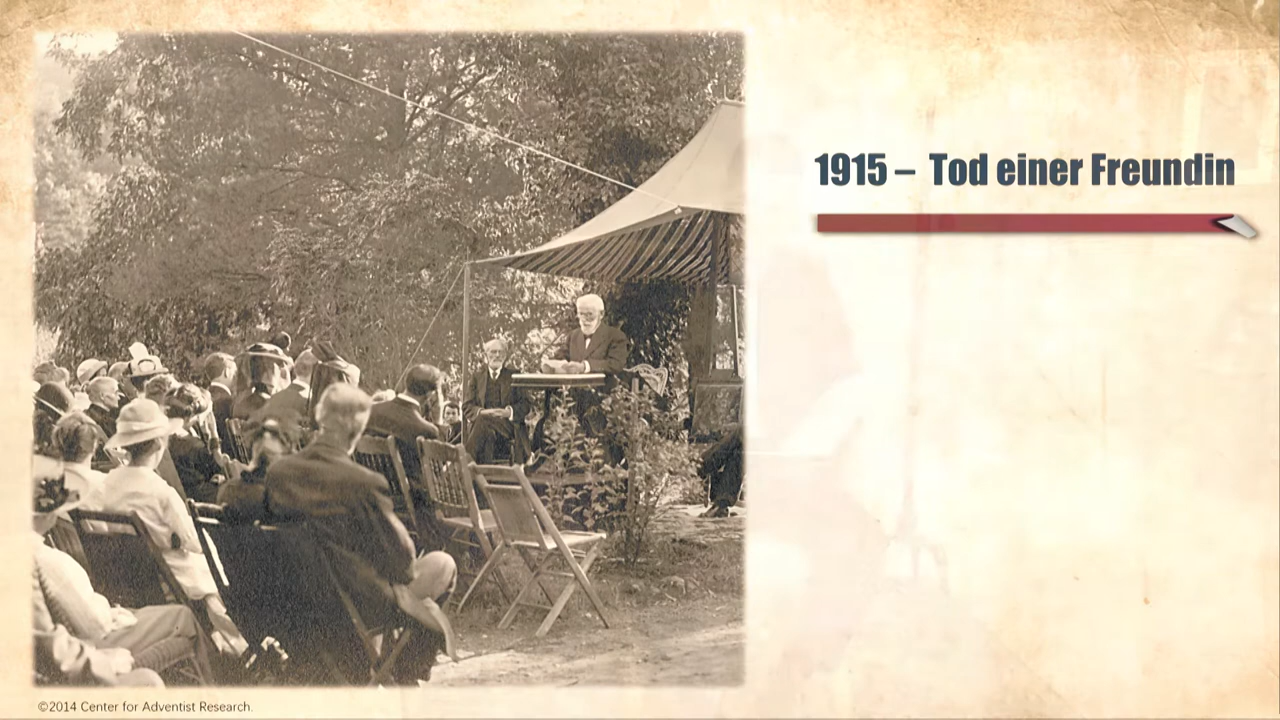 1915 – Tod einer Freundin
©2014 Center for Adventist Research.